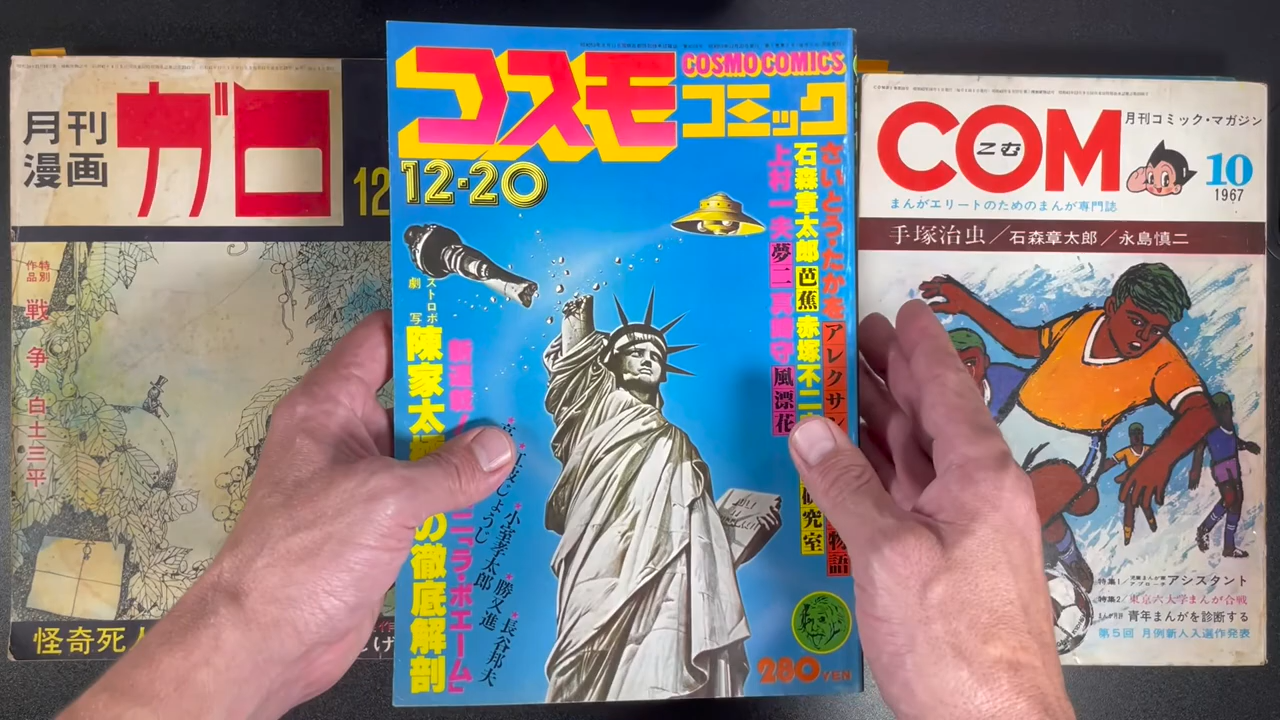 月刊
漫画
ガロ
12
特別
作品
戦争
白土三平
怪奇死人
コスモ
COSMO COMICS
コミック
12・20
さいとう・たかを
アレクサン
物語
石森章太郎
芭蕉
赤塚不二
研究室
上村一夫
夢二
真崎守
風漂花
ストロボ
劇写
陳家太極
の徹底解剖
新連載
「ラ・ボエーム」
じょうじ
★小室孝太郎
★勝又進
★長谷邦夫
280 YEN
COM
こむ
月刊コミック・マガジン
10
1967
まんがエリートのためのまんが専門誌
手塚治虫/石森章太郎/永島慎二
特集1/
アシスタント
特集2/東京六大学まんが合戦
青年まんがを診断する
第5回 月例新人入選作発表